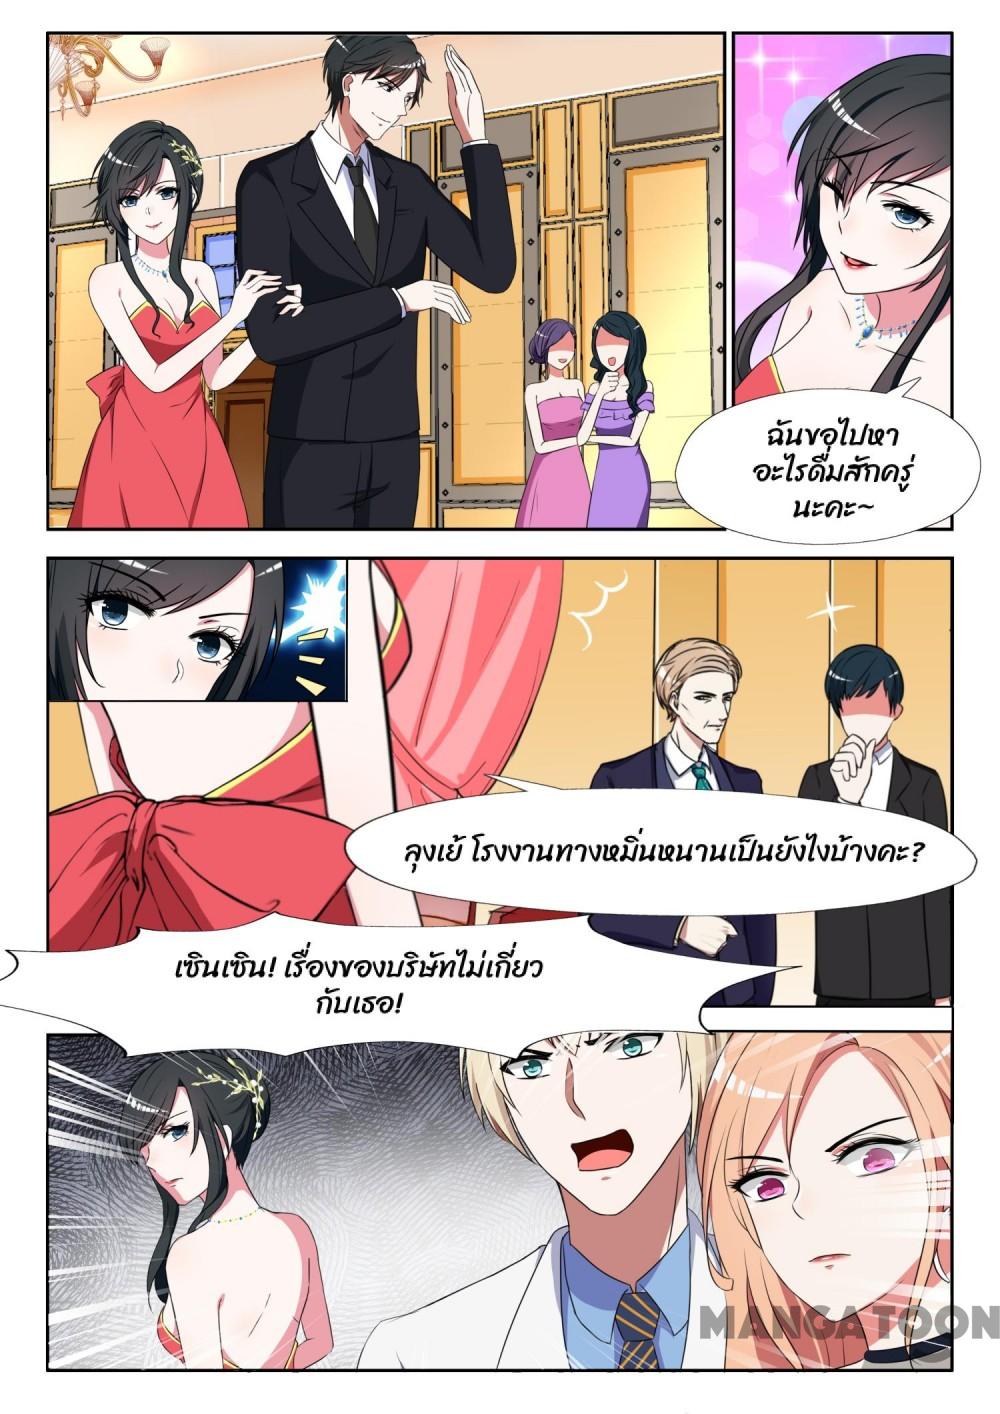 ฉันขอไปหา
อะไรดื่มสักครู่
นะคะ~
ลุงเย้ โรงงานทางหมิ่นหนานเป็นยังไงบ้างคะ?
เซินเซิน! เรื่องของบริษัทไม่เกี่ยว
กับเธอ!
MANGATOON